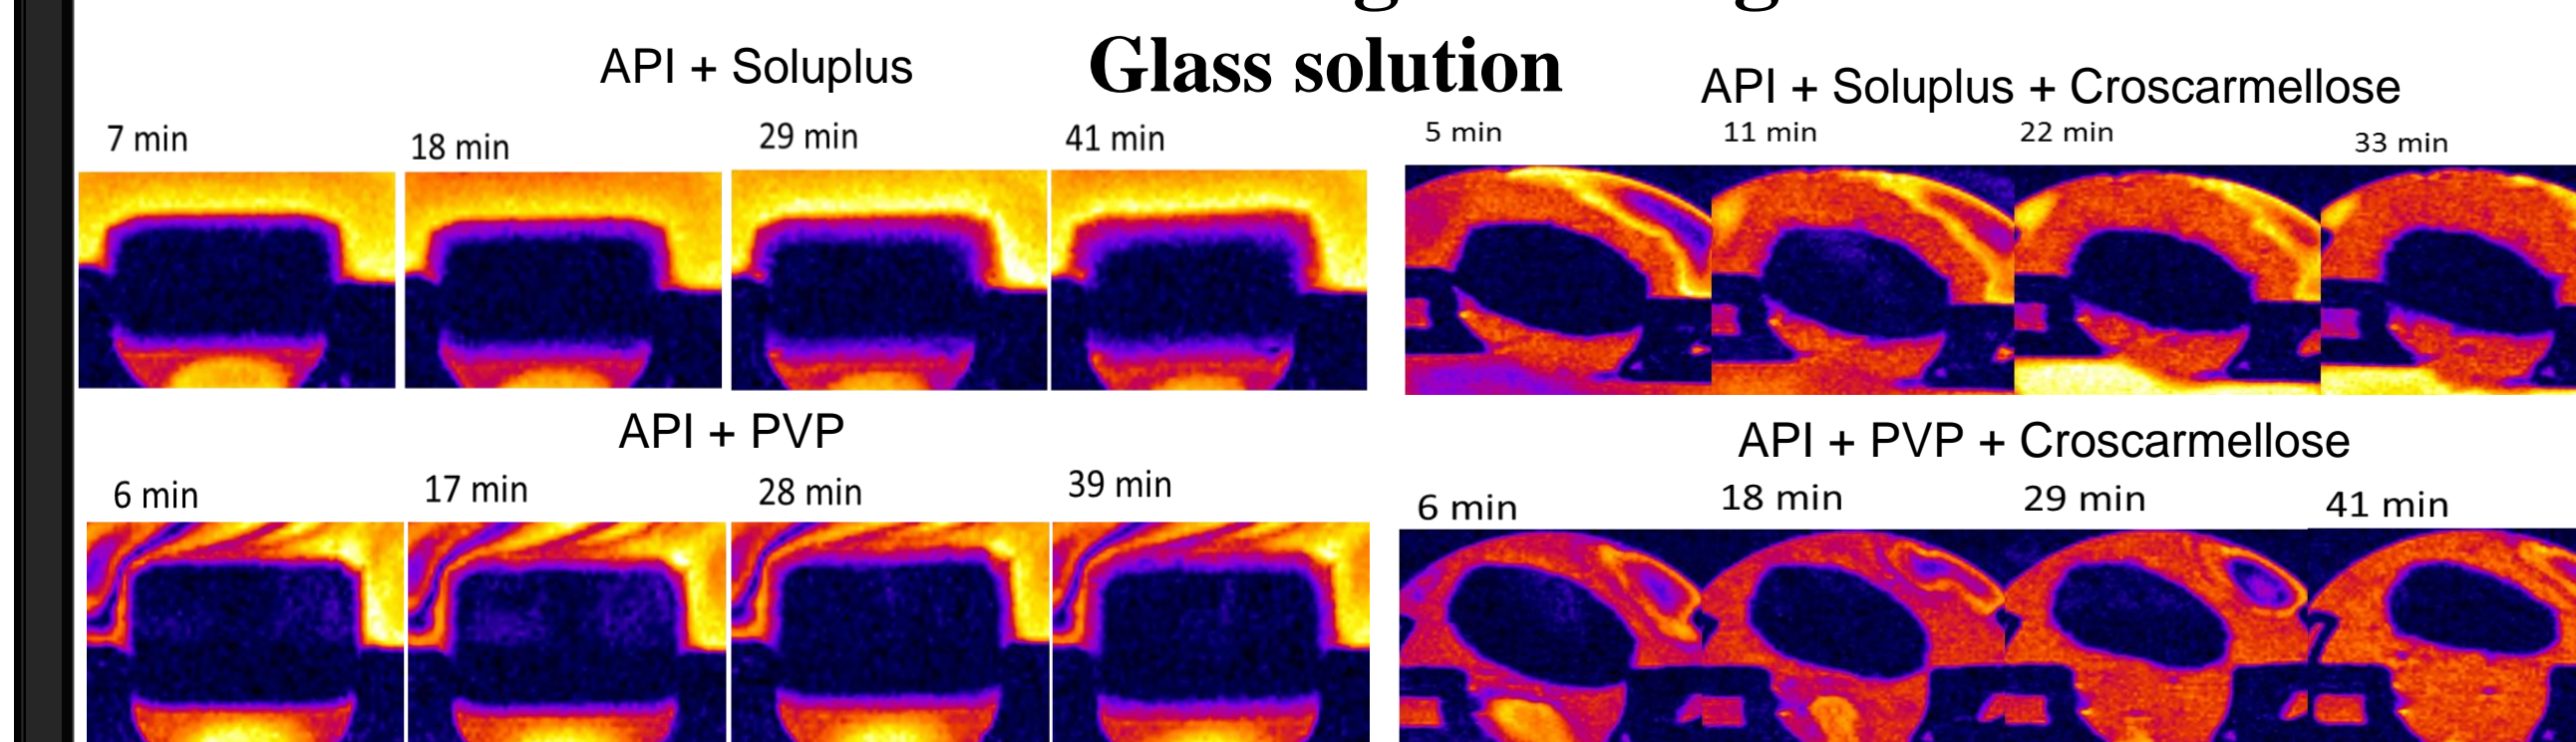 Glass solution
API + Soluplus
7 min 18 min 29 min 41 min
API + Soluplus + Croscarmellose
5 min 11 min 22 min 33 min
API + PVP
6 min 17 min 28 min 39 min
API + PVP + Croscarmellose
6 min 18 min 29 min 41 min